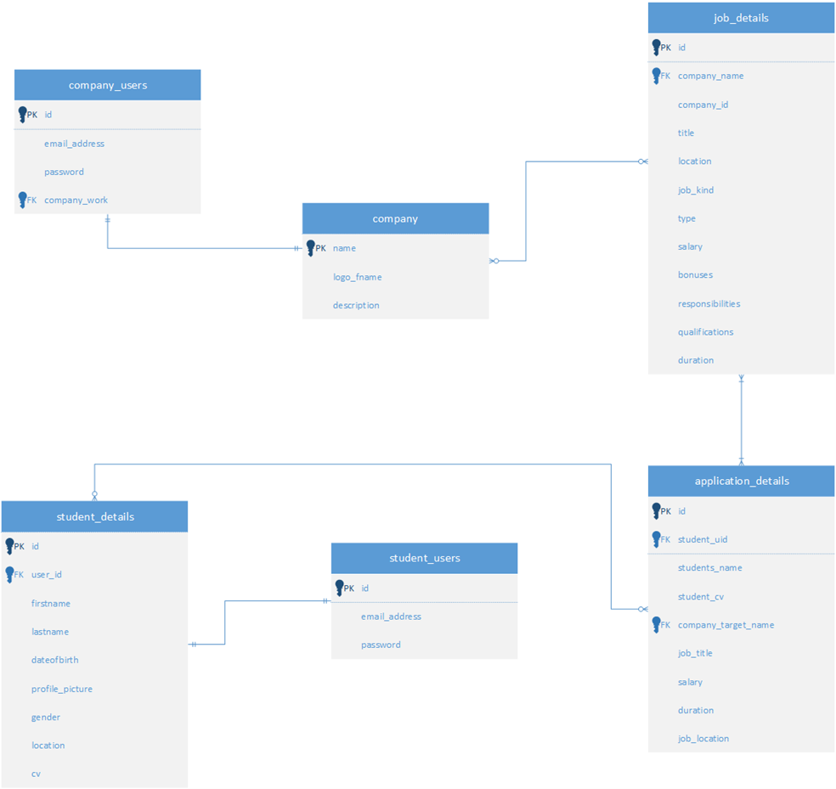 job_details
PK id
FK company_name
company_id
title
location
job_kind
type
salary
bonuses
responsibilities
qualifications
duration
company_users
PK id
email_address
password
FK company_work
company
PK name
logo_fname
description
application_details
PK id
FK student_uid
students_name
student_cv
FK company_target_name
job_title
salary
duration
job_location
student_details
PK id
FK user_id
firstname
lastname
dateofbirth
profile_picture
gender
location
cv
student_users
PK id
email_address
password